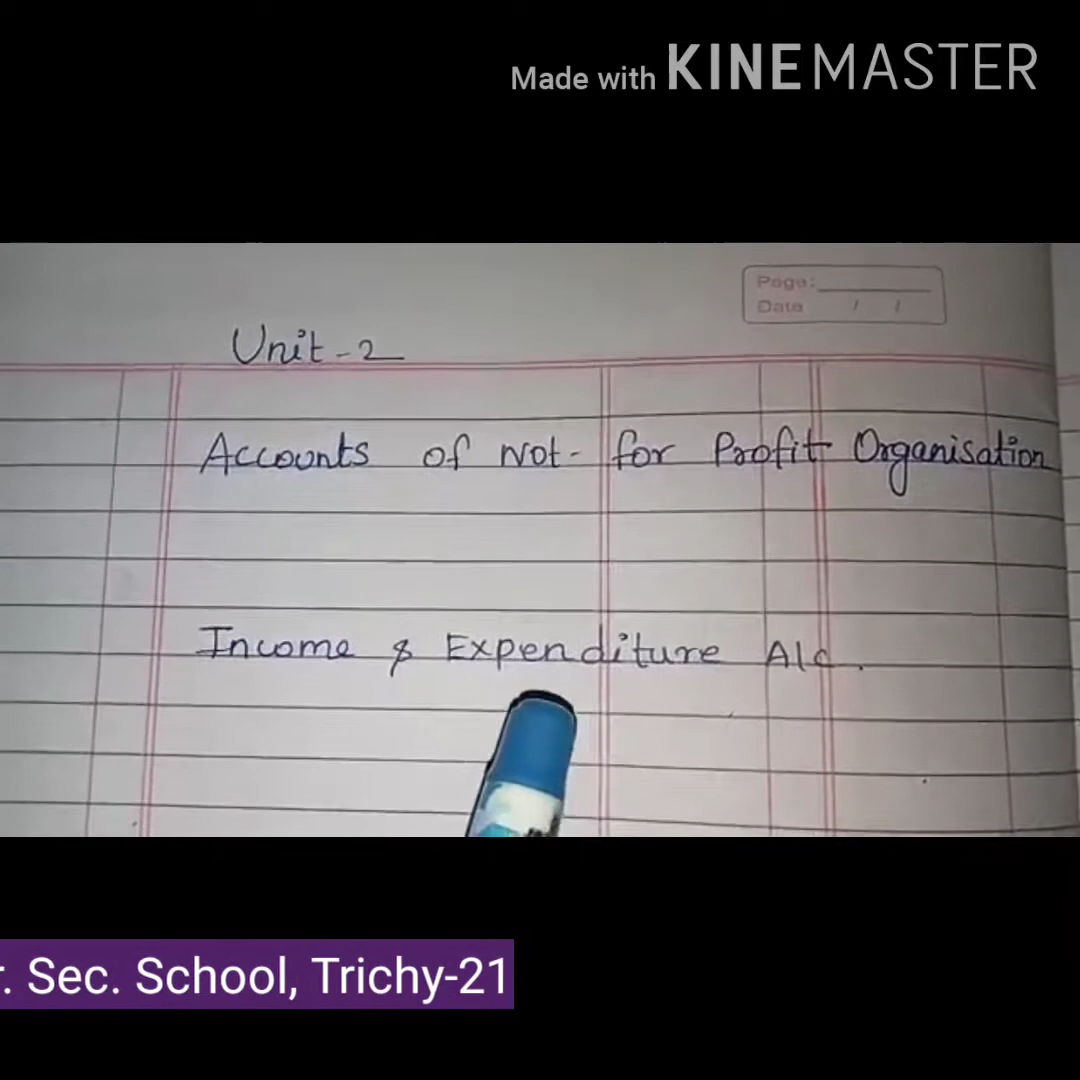 Made with KINEMASTER
Page:
Date / /
Unit - 2
Accounts of Not- for Profit Organisation
Income & Expenditure A/c.
r. Sec. School, Trichy-21